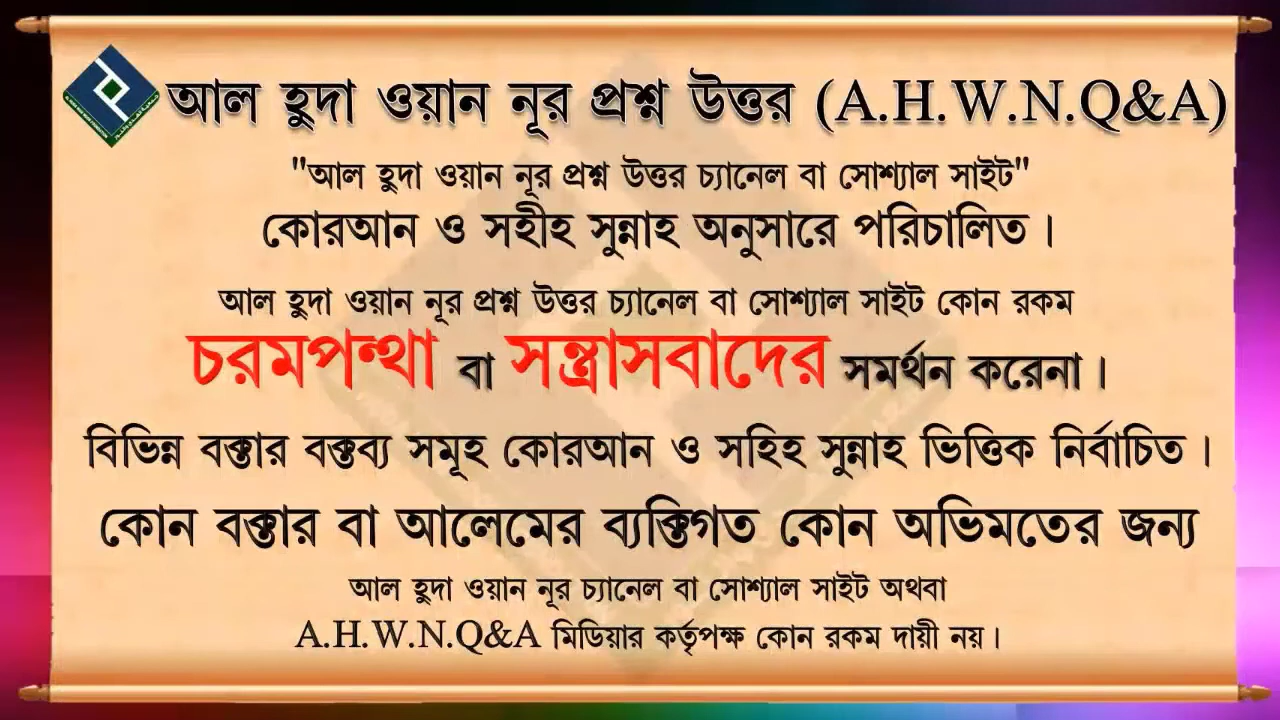 আল হুদা ওয়ান নূর প্রশ্ন উত্তর (A.H.W.N.Q&A)
"আল হুদা ওয়ান নূর প্রশ্ন উত্তর চ্যানেল বা সোশ্যাল সাইট"
কোরআন ও সহীহ সুন্নাহ অনুসারে পরিচালিত।
আল হুদা ওয়ান নূর প্রশ্ন উত্তর চ্যানেল বা সোশ্যাল সাইট কোন রকম
চরমপন্থা বা সন্ত্রাসবাদের সমর্থন করেনা।
বিভিন্ন বক্তার বক্তব্য সমূহ কোরআন ও সহিহ সুন্নাহ ভিত্তিক নির্বাচিত।
কোন বক্তার বা আলেমের ব্যক্তিগত কোন অভিমতের জন্য
আল হুদা ওয়ান নূর চ্যানেল বা সোশ্যাল সাইট অথবা
A.H.W.N.Q&A মিডিয়ার কর্তৃপক্ষ কোন রকম দায়ী নয়।